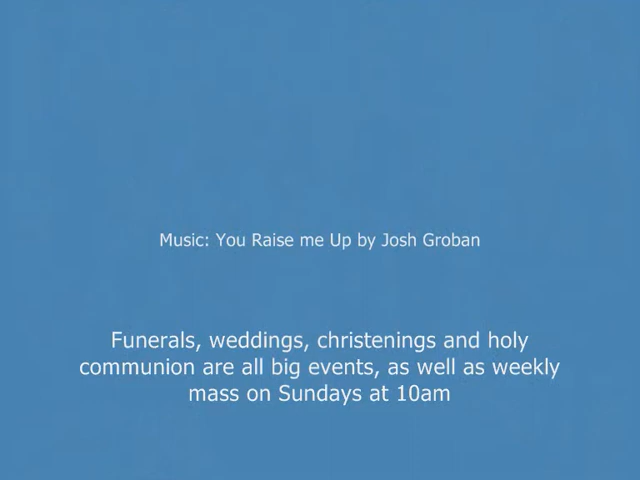 Music: You Raise me Up by Josh Groban
Funerals, weddings, christenings and holy
communion are all big events, as well as weekly
mass on Sundays at 10am